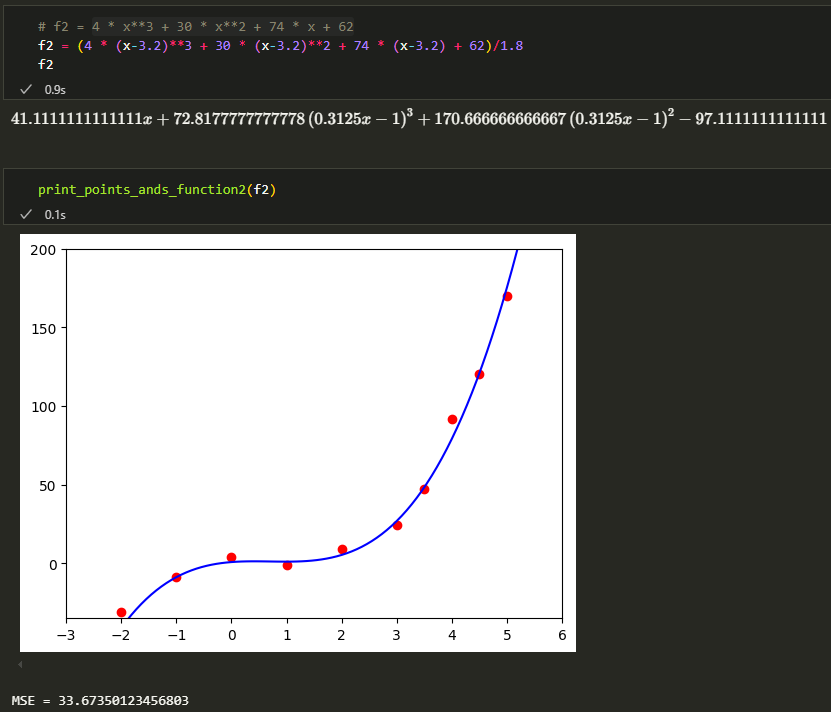 # f2 = 4 * x**3 + 30 * x**2 + 74 * x + 62
f2 = (4 * (x-3.2)**3 + 30 * (x-3.2)**2 + 74 * (x-3.2) + 62)/1.8
f2
✓ 0.9s
41.1111111111111x + 72.8177777777778 (0.3125x − 1)³ + 170.666666666667 (0.3125x − 1)² − 97.1111111111111
print_points_ands_function2(f2)
✓ 0.1s
200
150
100
50
0
−3 −2 −1 0 1 2 3 4 5 6
MSE = 33.67350123456803